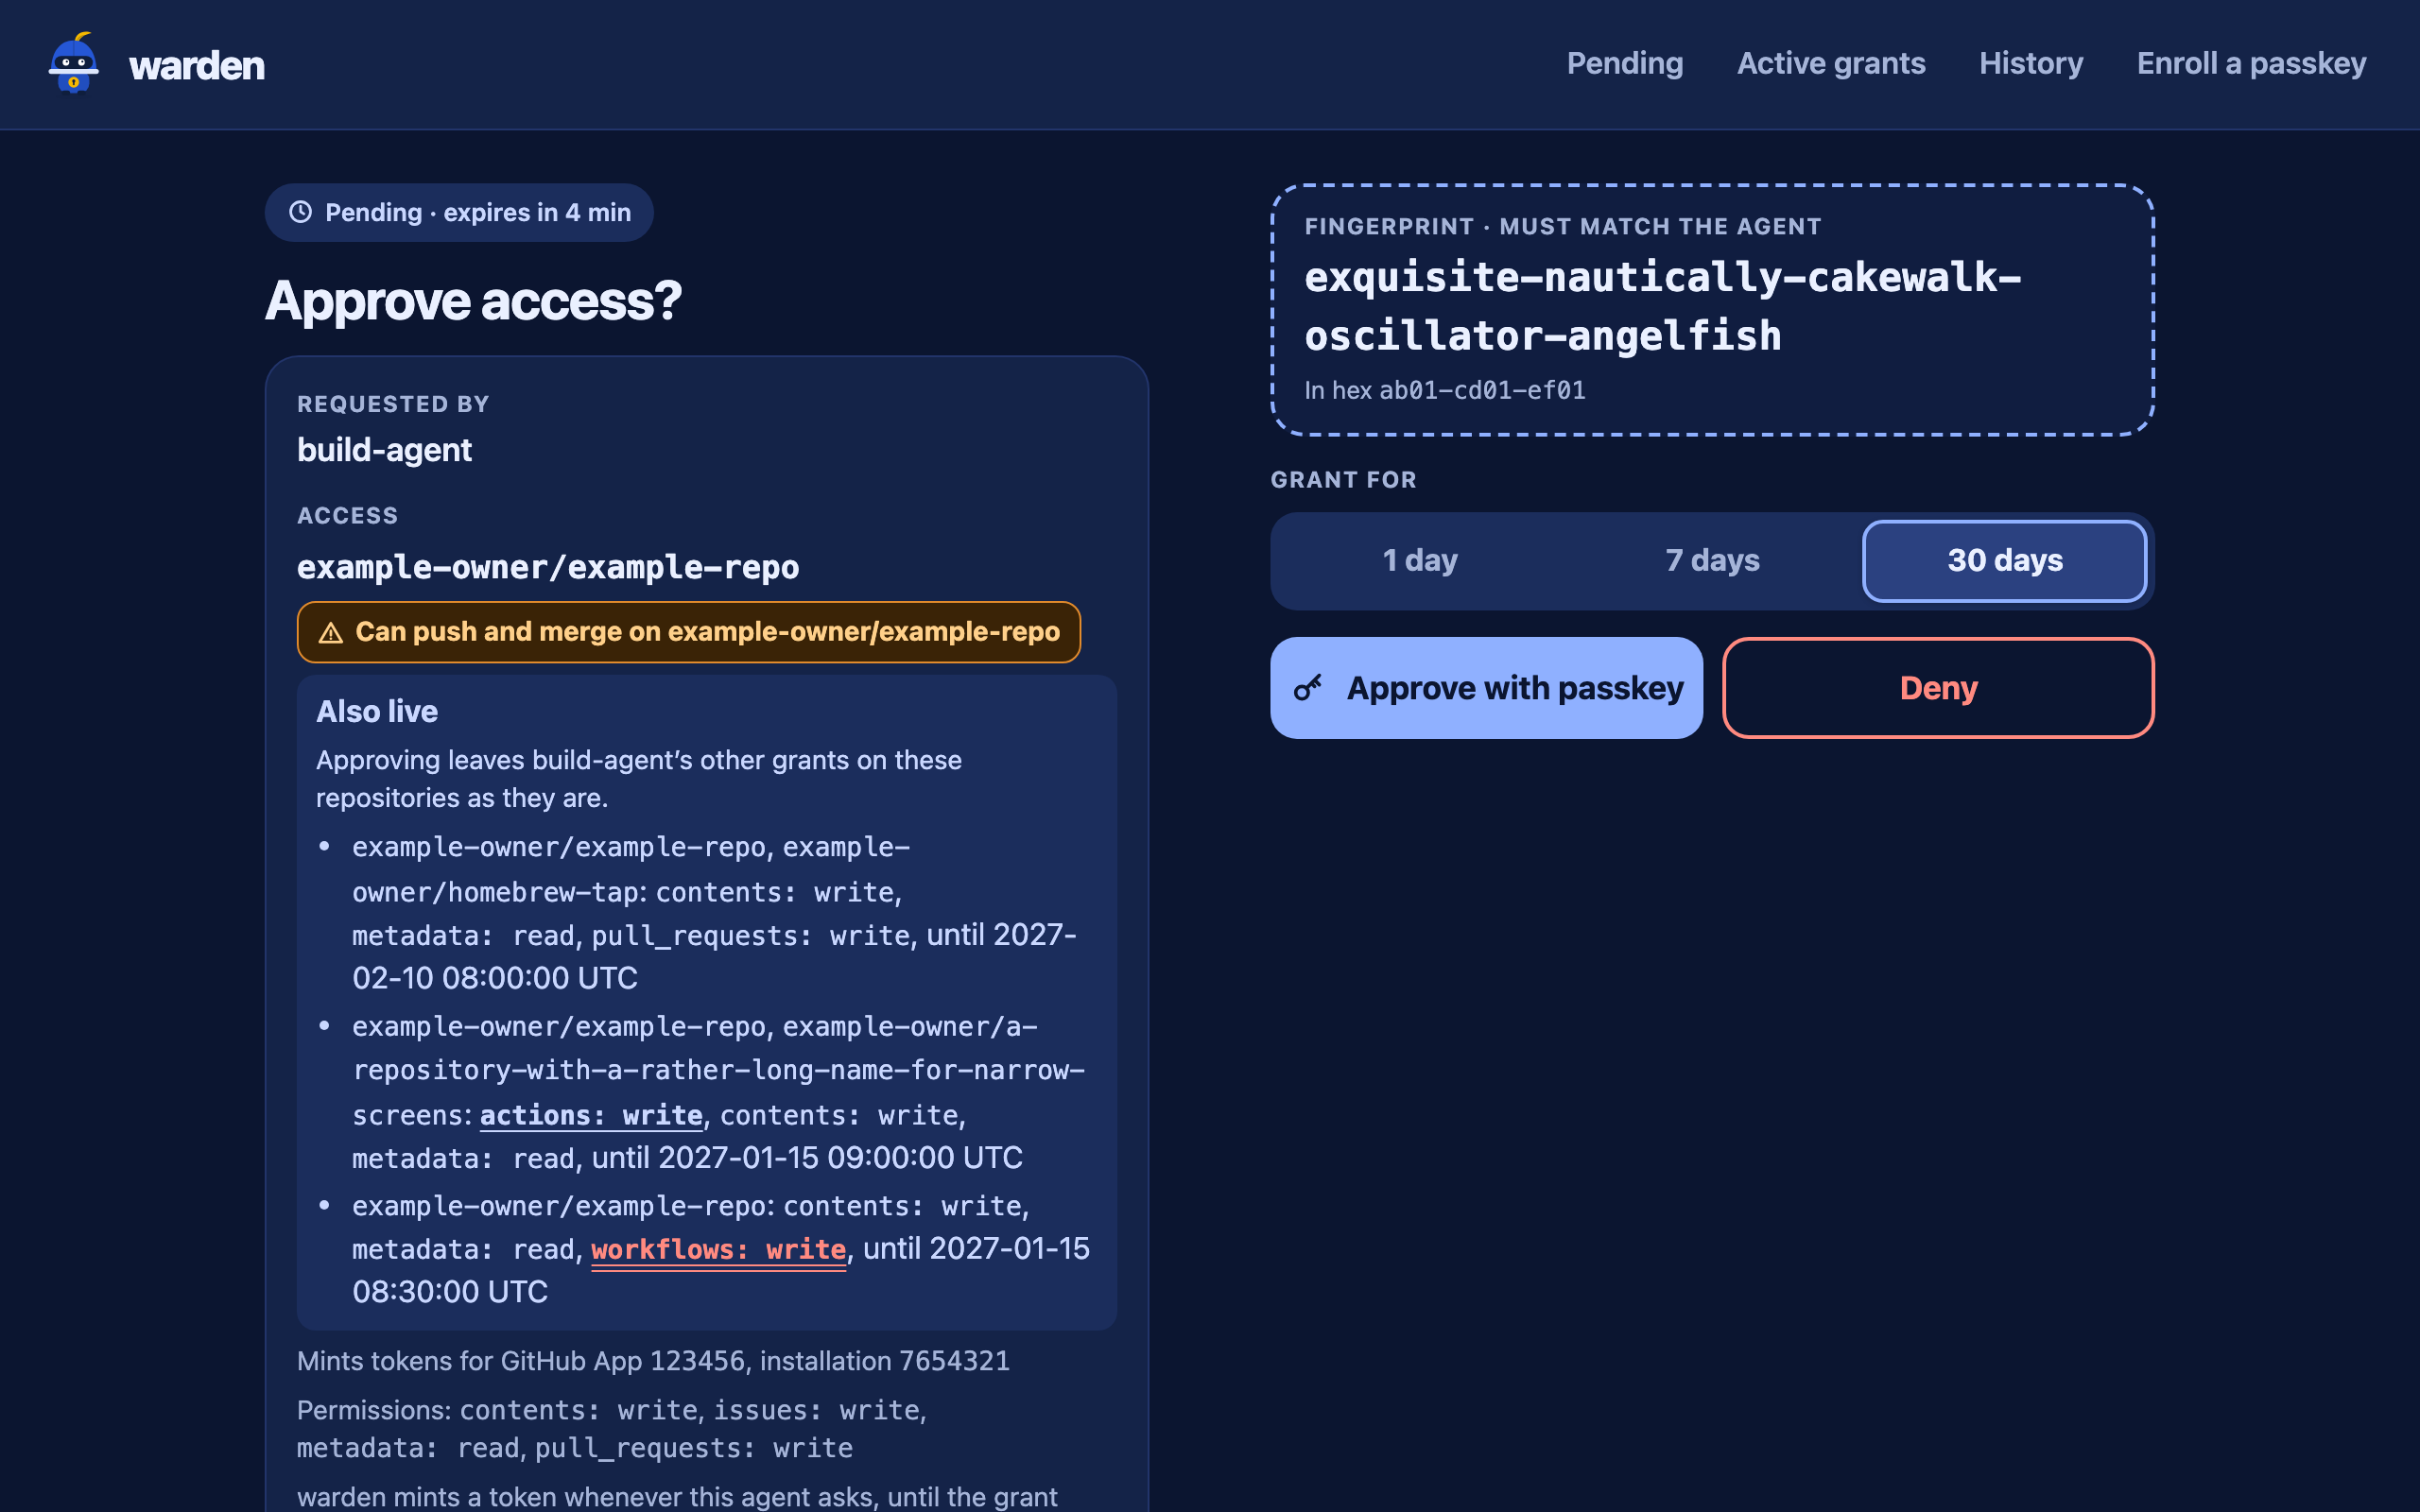 warden
Pending
Active grants
History
Enroll a passkey
Pending · expires in 4 min
Approve access?
REQUESTED BY
build-agent
ACCESS
example-owner/example-repo
Can push and merge on example-owner/example-repo
Also live
Approving leaves build-agent’s other grants on these
repositories as they are.
• example-owner/example-repo, example-
owner/homebrew-tap: contents: write,
metadata: read, pull_requests: write, until 2027-
02-10 08:00:00 UTC
• example-owner/example-repo, example-owner/a-
repository-with-a-rather-long-name-for-narrow-
screens: actions: write, contents: write,
metadata: read, until 2027-01-15 09:00:00 UTC
• example-owner/example-repo: contents: write,
metadata: read, workflows: write, until 2027-01-15
08:30:00 UTC
Mints tokens for GitHub App 123456, installation 7654321
Permissions: contents: write, issues: write,
metadata: read, pull_requests: write
warden mints a token whenever this agent asks, until the grant
FINGERPRINT · MUST MATCH THE AGENT
exquisite-nautically-cakewalk-
oscillator-angelfish
In hex ab01-cd01-ef01
GRANT FOR
1 day
7 days
30 days
Approve with passkey
Deny